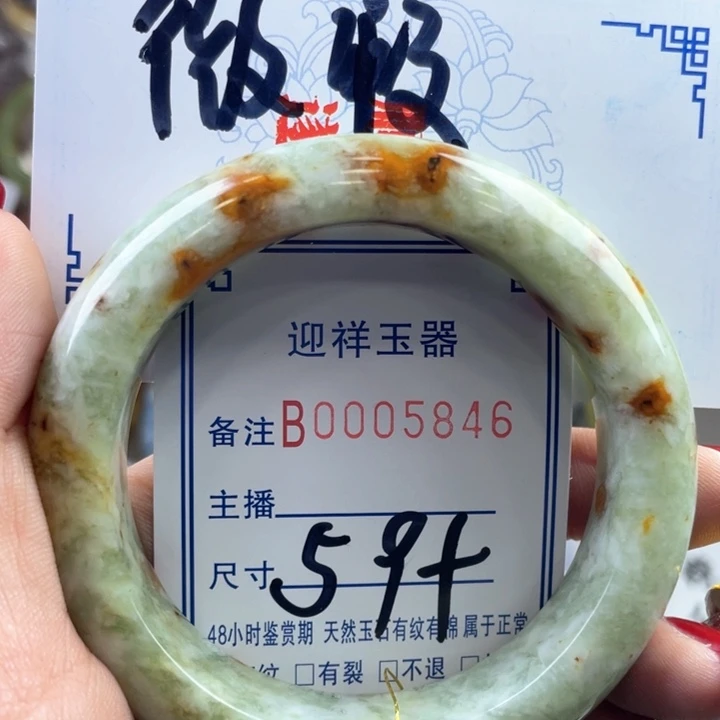 微瑕
迎祥玉器
备注B0005846
主播
尺寸59+
48小时鉴赏期 天然玉石有纹有棉 属于正常
纹 □有裂 □不退 □